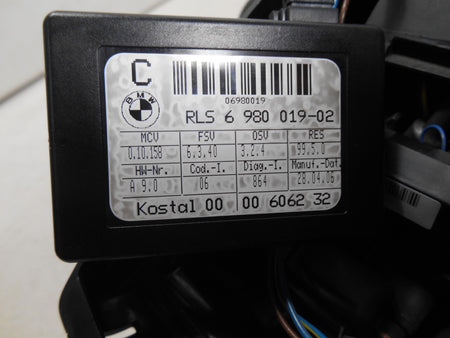 C
06980019
BMW
RLS 6 980 019-02
MCV FSV OSV RES
0.10.158 6.3.40 3.2.4 99.5.0
HW-Nr. Cod.-I. Diag.-I. Manuf.-Dat.
A 9.0 06 864 28.04.06
Kostal 00 00 6062 32